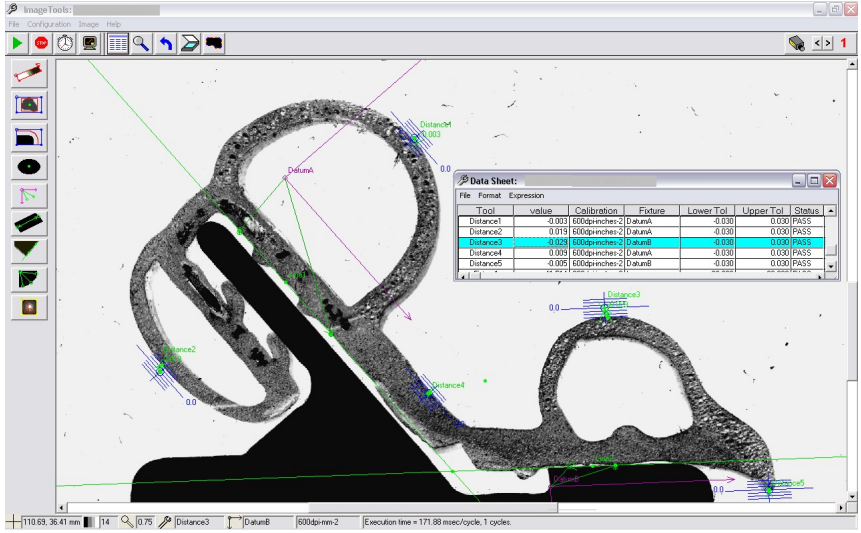 ImageTools:
File Configuration Image Help
STOP
1
Distance1
-0.003
0.0
DatumA
Data Sheet:
File Format Expression
Tool value Calibration Fixture Lower Tol Upper Tol Status
Distance1 -0.003 600dpi-inches-2 DatumA -0.030 0.030 PASS
Distance2 0.019 600dpi-inches-2 DatumA -0.030 0.030 PASS
Distance3 -0.029 600dpi-inches-2 DatumB -0.030 0.030 PASS
Distance4 0.009 600dpi-inches-2 DatumA -0.030 0.030 PASS
Distance5 -0.005 600dpi-inches-2 DatumB -0.030 0.030 PASS
Distance3
0.0
Distance2
0.0
Distance4
DatumB
0.0
Distance5
110.69, 36.41 mm 14 0.75 Distance3 DatumB 600dpi-mm-2 Execution time = 171.88 msec/cycle, 1 cycles.